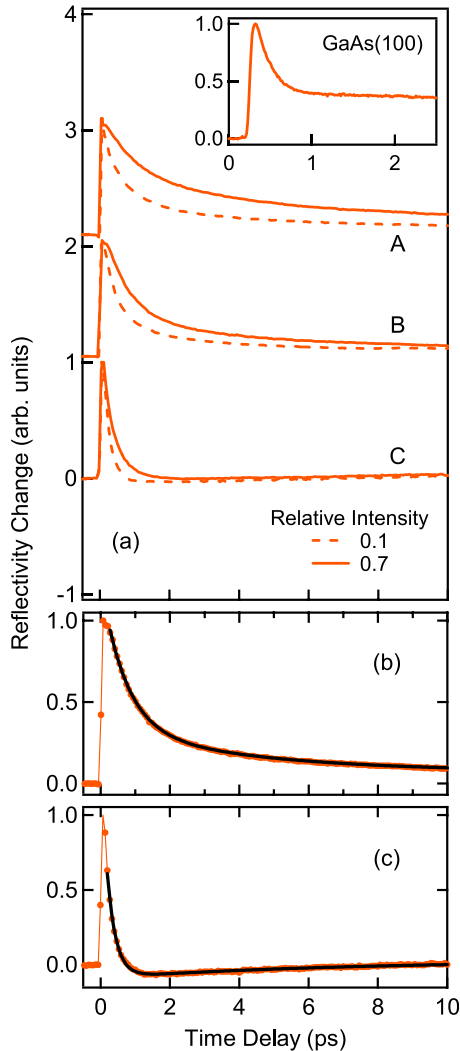 GaAs(100)
1.0
0.5
0.0
0 1 2
4
3
2
1
0
-1
A
B
C
(a)
Relative Intensity
0.1
0.7
Reflectivity Change (arb. units)
1.0
0.5
0.0
(b)
1.0
0.5
0.0
(c)
0 2 4 6 8 10
Time Delay (ps)